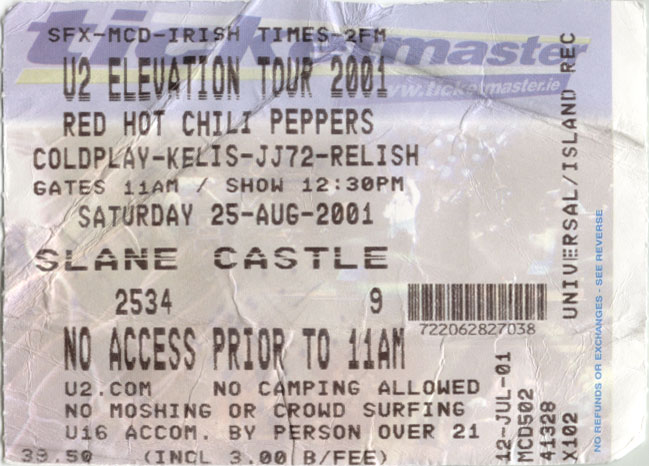 ticketmaster
www.ticketmaster.ie
SFX-MCD-IRISH TIMES-2FM
U2 ELEVATION TOUR 2001
RED HOT CHILI PEPPERS
COLDPLAY-KELIS-JJ72-RELISH
GATES 11AM / SHOW 12:30PM
SATURDAY 25-AUG-2001
SLANE CASTLE
2534 9
722062827038
NO ACCESS PRIOR TO 11AM
U2.COM NO CAMPING ALLOWED
NO MOSHING OR CROWD SURFING
U16 ACCOM. BY PERSON OVER 21
39.50 (INCL 3.00 B/FEE)
12-JUL-01
MCD502
41328
X102
UNIVERSAL/ISLAND REC
NO REFUNDS OR EXCHANGES - SEE REVERSE